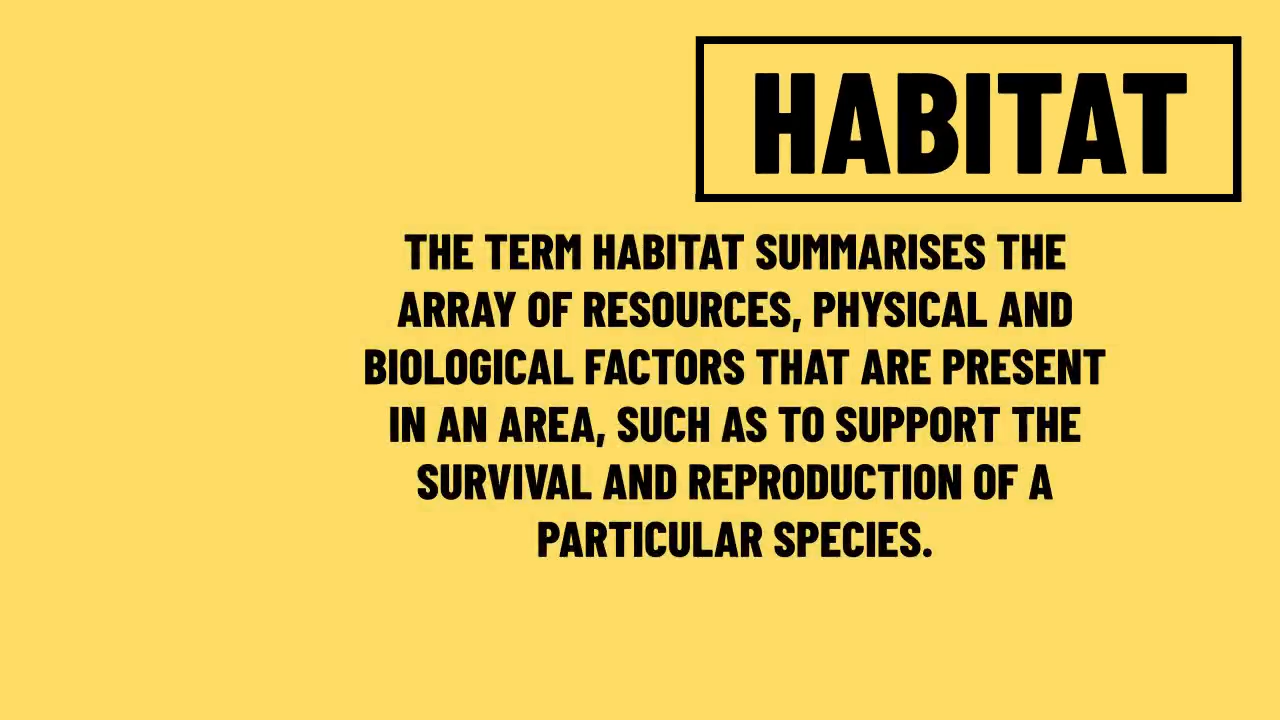 HABITAT
THE TERM HABITAT SUMMARISES THE
ARRAY OF RESOURCES, PHYSICAL AND
BIOLOGICAL FACTORS THAT ARE PRESENT
IN AN AREA, SUCH AS TO SUPPORT THE
SURVIVAL AND REPRODUCTION OF A
PARTICULAR SPECIES.